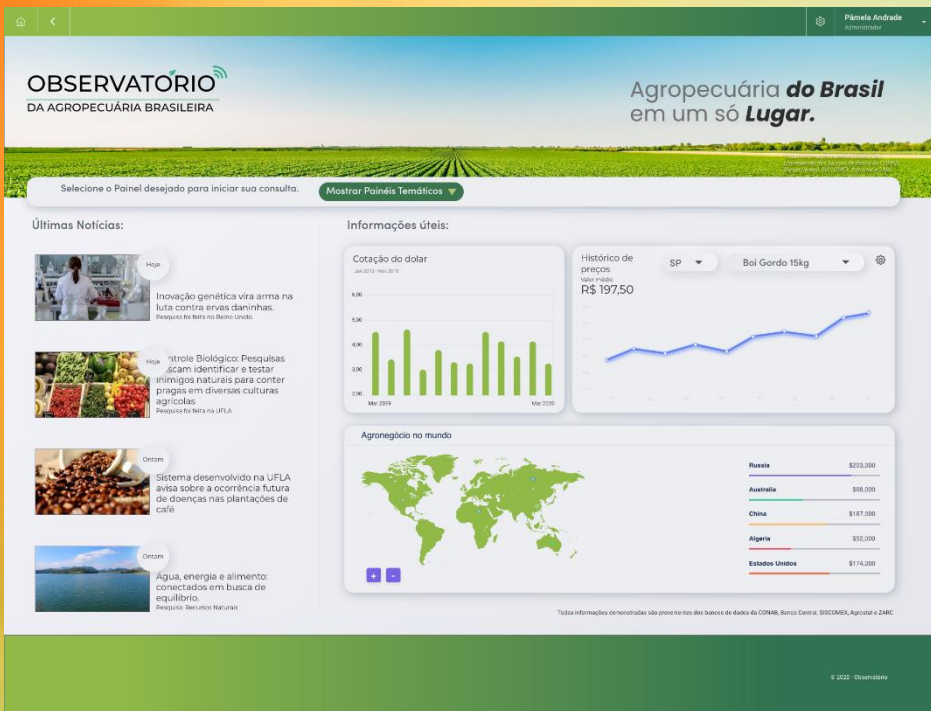 Pâmela Andrade
Administrador
OBSERVATÓRIO
DA AGROPECUÁRIA BRASILEIRA
Agropecuária do Brasil
em um só Lugar.
Selecione o Painel desejado para iniciar sua consulta.
Mostrar Painéis Temáticos
Últimas Notícias:
Hoje
Inovação genética vira arma na
luta contra ervas daninhas.
Pesquisa foi feita no Reino Unido.
Hoje
ntrole Biológico: Pesquisas
scam identificar e testar
inimigos naturais para conter
pragas em diversas culturas
agrícolas
Pesquisa foi feita na UFLA
Ontem
Sistema desenvolvido na UFLA
avisa sobre a ocorrência futura
de doenças nas plantações de
café
Ontem
Água, energia e alimento:
conectados em busca de
equilíbrio.
Pesquisa: Recursos Naturais
Informações úteis:
Cotação do dolar
Jan 2013 - Nov 2019
6,00
5,00
4,00
3,00
2,00
Mar 2019
Mar 2020
Histórico de
preços
Valor médio
R$ 197,50
SP
Boi Gordo 15kg
Agronegócio no mundo
+ -
Russia $203,000
Australia
China $167,000
Algeria
Estados Unidos $174,000
Todas informações demonstradas são provenientes dos bancos de dados da CONAB, Banco Central, SISCOMEX, Agrostat e ZARC
© 2020 - Observatório